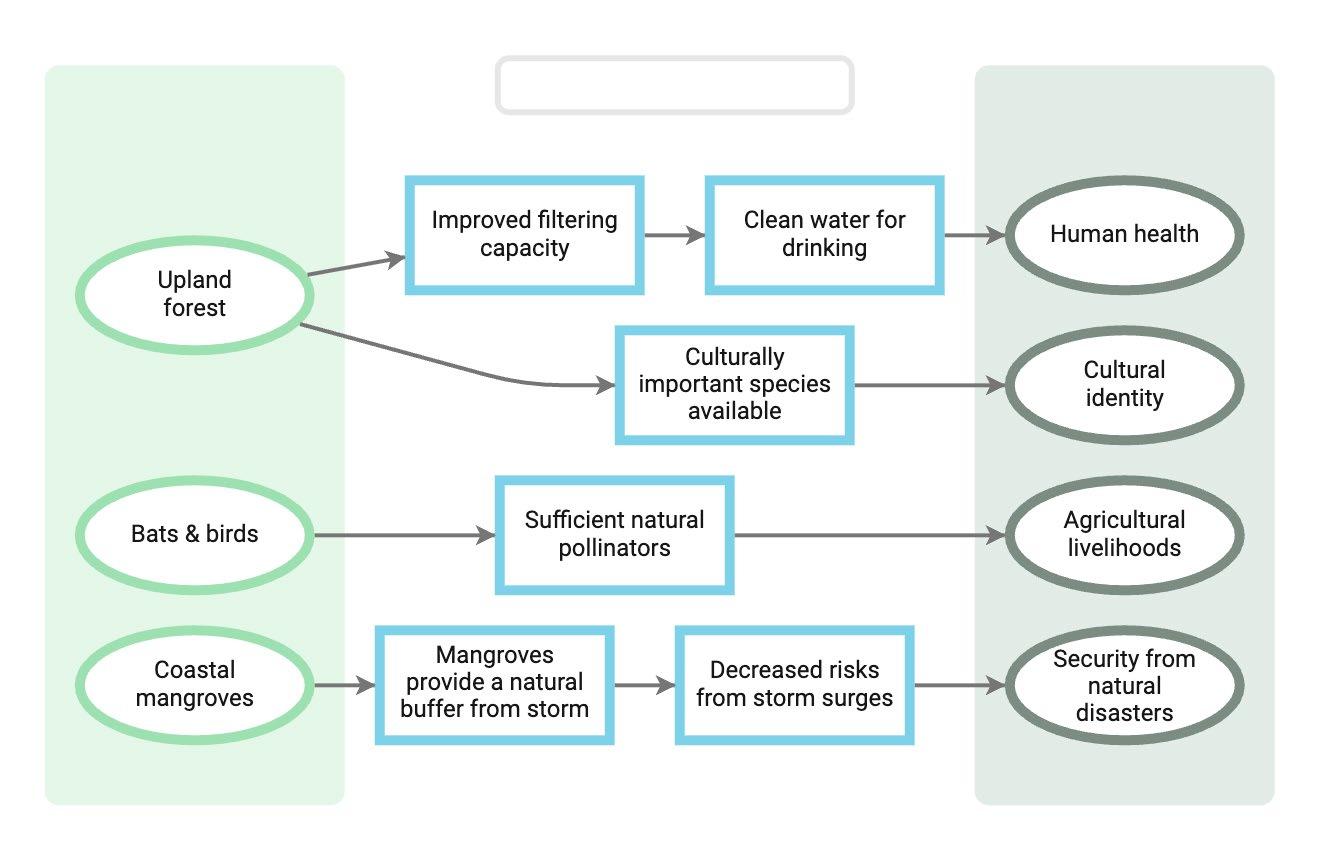 Upland
forest
Improved filtering
capacity
Clean water for
drinking
Human health
Culturally
important species
available
Cultural
identity
Bats & birds
Sufficient natural
pollinators
Agricultural
livelihoods
Coastal
mangroves
Mangroves
provide a natural
buffer from storm
Decreased risks
from storm surges
Security from
natural
disasters